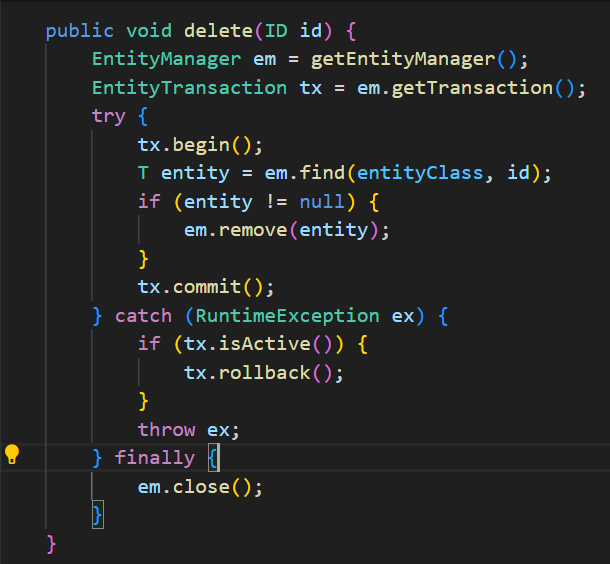 public void delete(ID id) {
    EntityManager em = getEntityManager();
    EntityTransaction tx = em.getTransaction();
    try {
        tx.begin();
        T entity = em.find(entityClass, id);
        if (entity != null) {
            em.remove(entity);
        }
        tx.commit();
    } catch (RuntimeException ex) {
        if (tx.isActive()) {
            tx.rollback();
        }
        throw ex;
    } finally {
        em.close();
    }
}